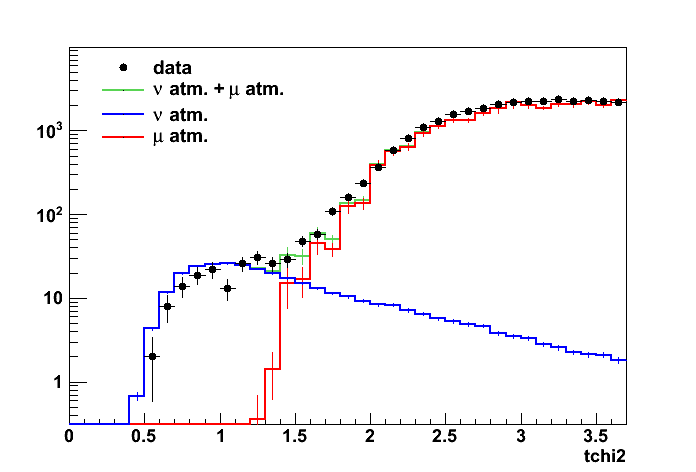 data
ν atm. + μ atm.
ν atm.
μ atm.
10³
10²
10
1
0 0.5 1 1.5 2 2.5 3 3.5
tchi2